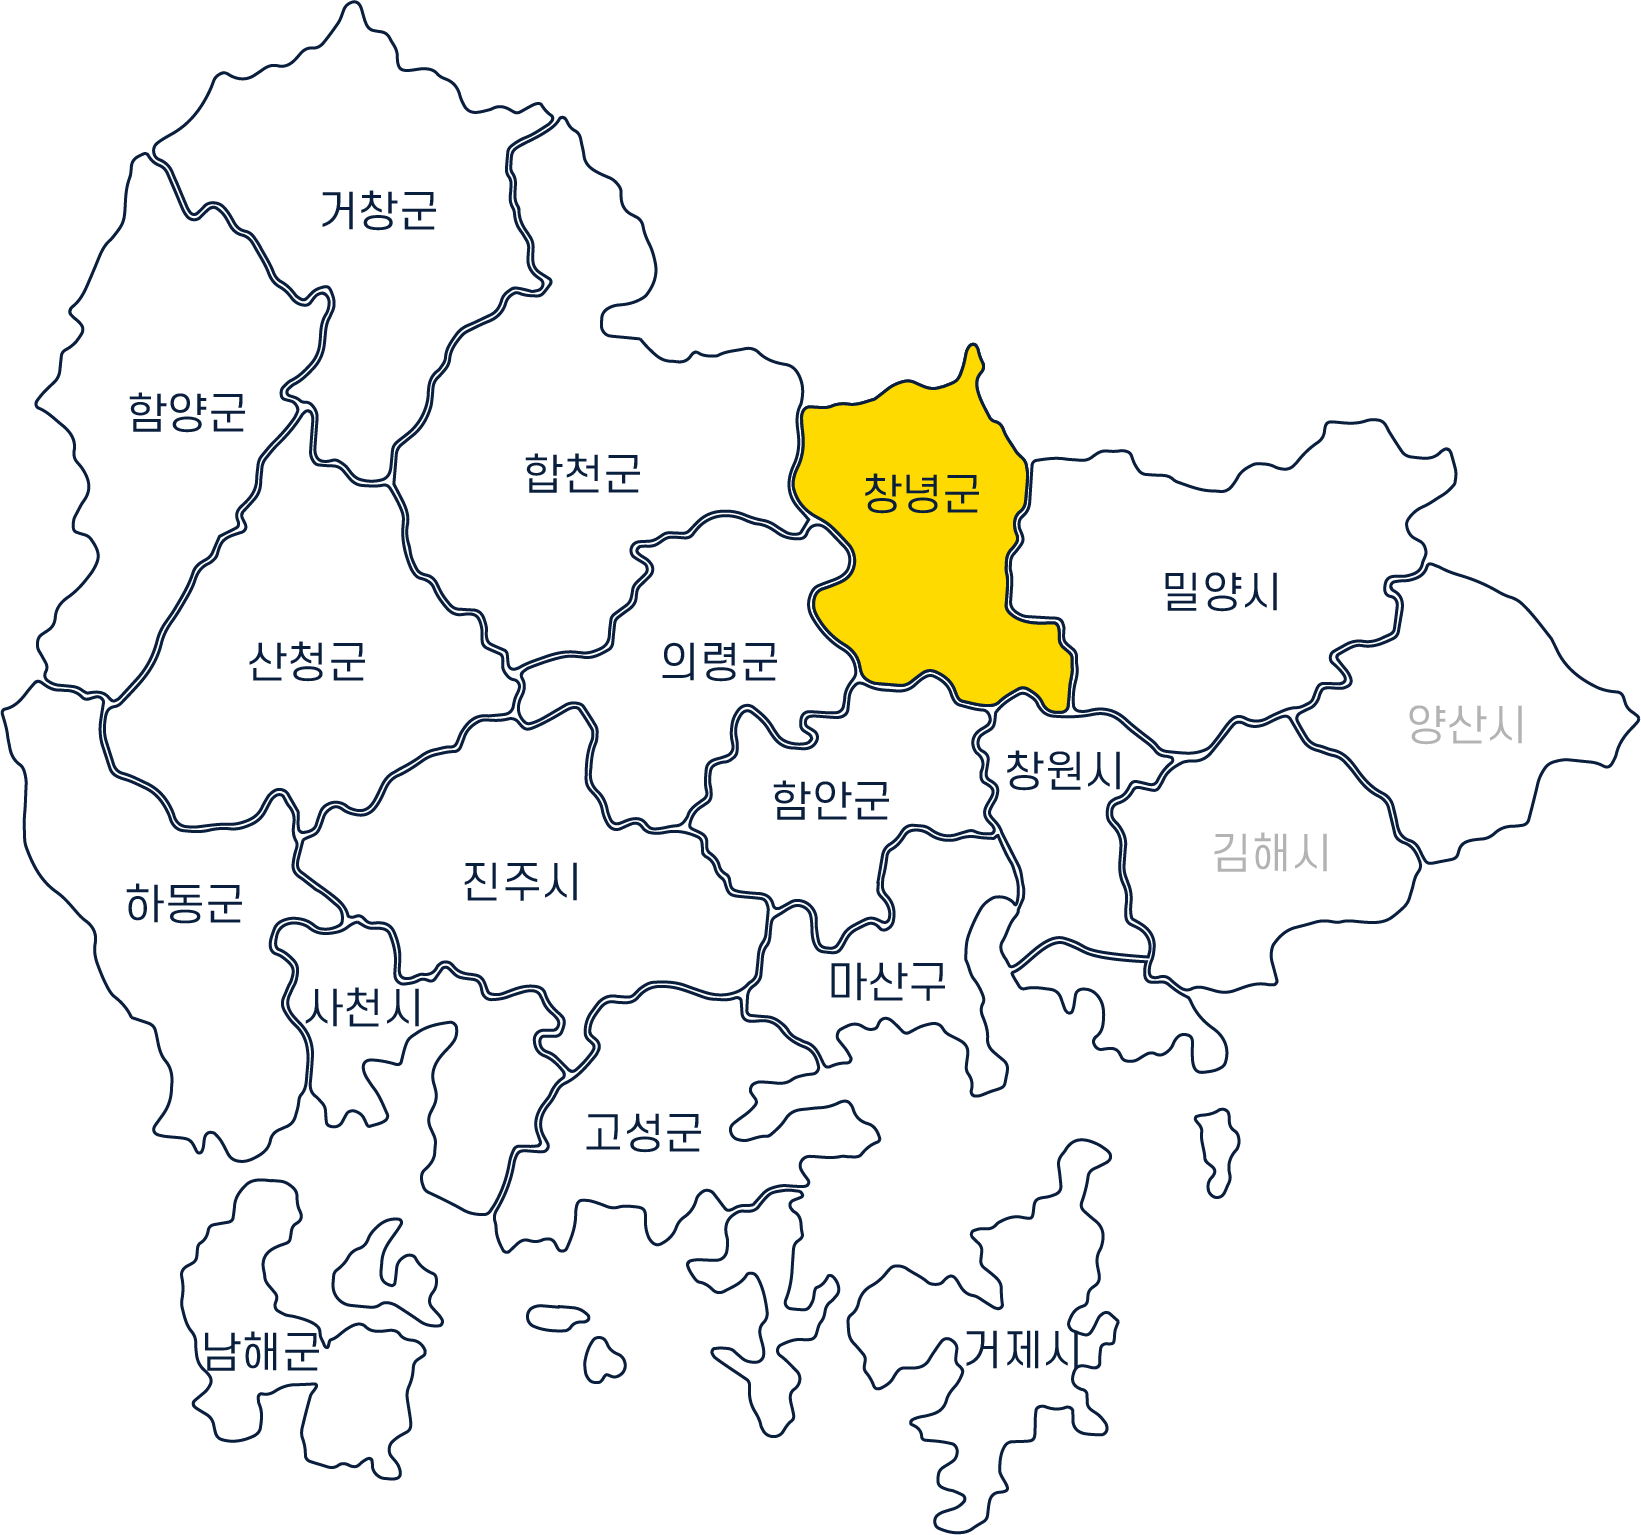 거창군
함양군
합천군
창녕군
밀양시
산청군
의령군
양산시
창원시
함안군
김해시
진주시
하동군
마산구
사천시
고성군
남해군
거제시